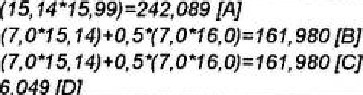 (15,14*15,99)=242,089 [A]
(7,0*15,14)+0,5*(7,0*16,0)=161,980 [B]
(7,0*15,14)+0,5*(7,0*16,0)=161,980 [C]
6,049 [D]